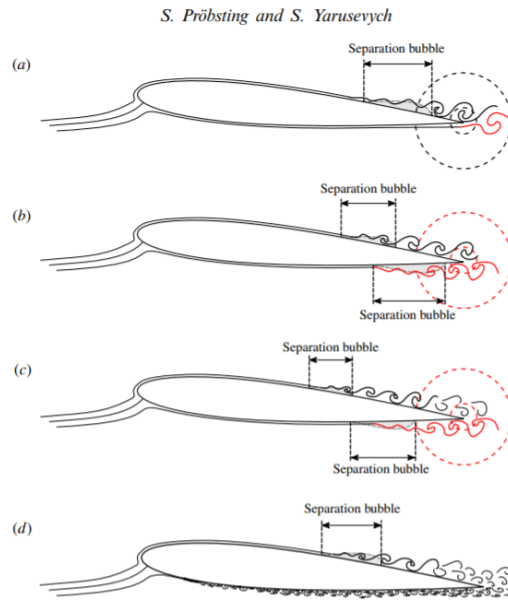 S. Pröbsting and S. Yarusevych
Separation bubble
(a)
Separation bubble
(b)
Separation bubble
Separation bubble
(c)
Separation bubble
Separation bubble
(d)